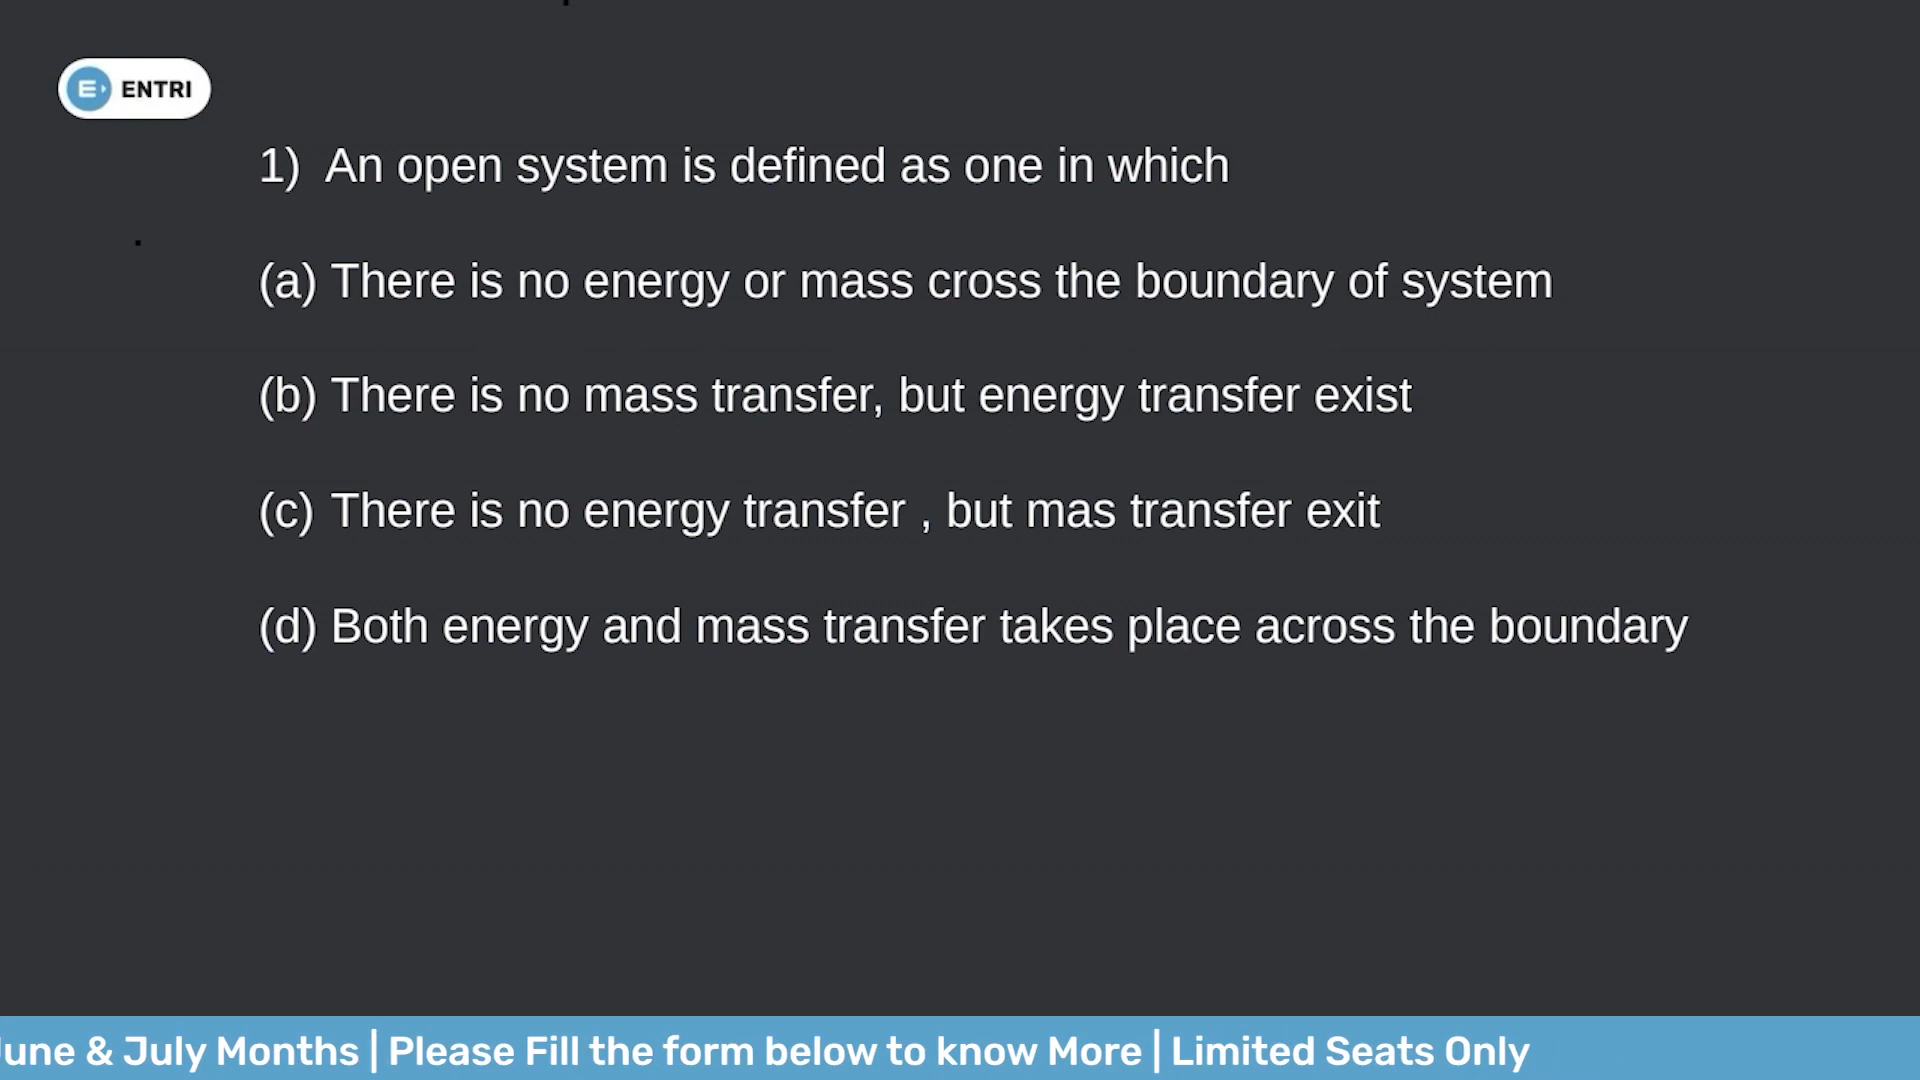 ENTRI
1) An open system is defined as one in which
(a) There is no energy or mass cross the boundary of system
(b) There is no mass transfer, but energy transfer exist
(c) There is no energy transfer , but mas transfer exit
(d) Both energy and mass transfer takes place across the boundary
June & July Months | Please Fill the form below to know More | Limited Seats Only